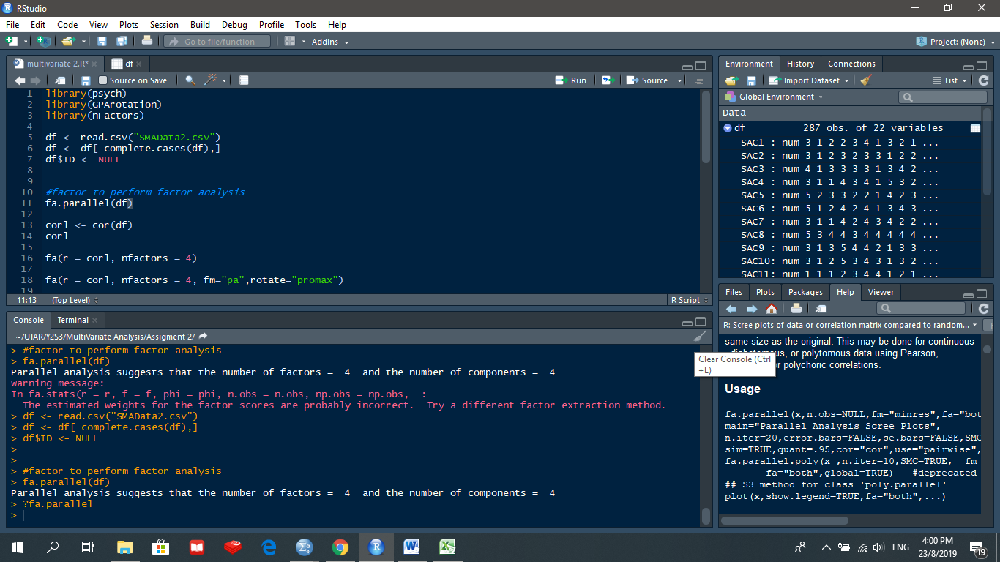 RStudio
File Edit Code View Plots Session Build Debug Profile Tools Help
Go to file/function Addins Project: (None)
multivariate 2.R* df
Source on Save Run Source
1 library(psych)
2 library(GPArotation)
3 library(nFactors)
4
5 df <- read.csv("SMAData2.csv")
6 df <- df[ complete.cases(df),]
7 df$ID <- NULL
8
9
10 #factor to perform factor analysis
11 fa.parallel(df)
12
13 corl <- cor(df)
14 corl
15
16 fa(r = corl, nfactors = 4)
17
18 fa(r = corl, nfactors = 4, fm="pa",rotate="promax")
19
11:13 (Top Level) R Script
Console Terminal
~/UTAR/Y2S3/MultiVariate Analysis/Assigment 2/
> #factor to perform factor analysis
> fa.parallel(df)
Parallel analysis suggests that the number of factors =  4  and the number of components =  4
Warning message:
In fa.stats(r = r, f = f, phi = phi, n.obs = n.obs, np.obs = np.obs,  :
  The estimated weights for the factor scores are probably incorrect.  Try a different factor extraction method.
> df <- read.csv("SMAData2.csv")
> df <- df[ complete.cases(df),]
> df$ID <- NULL
>
>
> #factor to perform factor analysis
> fa.parallel(df)
Parallel analysis suggests that the number of factors =  4  and the number of components =  4
> ?fa.parallel
>
Environment History Connections
Import Dataset List
Global Environment
Data
df 287 obs. of 22 variables
SAC1 : num 3 1 2 2 3 4 1 3 2 1 ...
SAC2 : num 3 1 2 3 2 3 3 1 2 2 ...
SAC3 : num 4 1 3 3 3 3 1 3 4 2 ...
SAC4 : num 3 1 1 4 3 4 1 5 3 2 ...
SAC5 : num 5 2 3 3 2 2 1 4 2 3 ...
SAC6 : num 5 1 2 4 2 4 1 3 4 3 ...
SAC7 : num 3 1 1 4 2 4 3 4 2 2 ...
SAC8 : num 5 3 4 4 3 4 4 4 4 4 ...
SAC9 : num 3 1 3 5 4 4 2 1 3 3 ...
SAC10: num 3 1 2 5 3 4 3 1 3 2 ...
SAC11: num 1 1 1 2 3 4 4 1 2 1 ...
Files Plots Packages Help Viewer
R: Scree plots of data or correlation matrix compared to random...
same size as the original. This may be done for continuous
, dichotomous, or polytomous data using Pearson,
or polychoric correlations.
Clear Console (Ctrl
+L)
Usage
fa.parallel(x,n.obs=NULL,fm="minres",fa="bot
main="Parallel Analysis Scree Plots",
n.iter=20,error.bars=FALSE,se.bars=FALSE,SMC
sim=TRUE,quant=.95,cor="cor",use="pairwise",
fa.parallel.poly(x ,n.iter=10,SMC=TRUE,  fm
fa="both",global=TRUE)   #deprecated
## S3 method for class 'poly.parallel'
plot(x,show.legend=TRUE,fa="both",...)
ENG 4:00 PM
23/8/2019 19